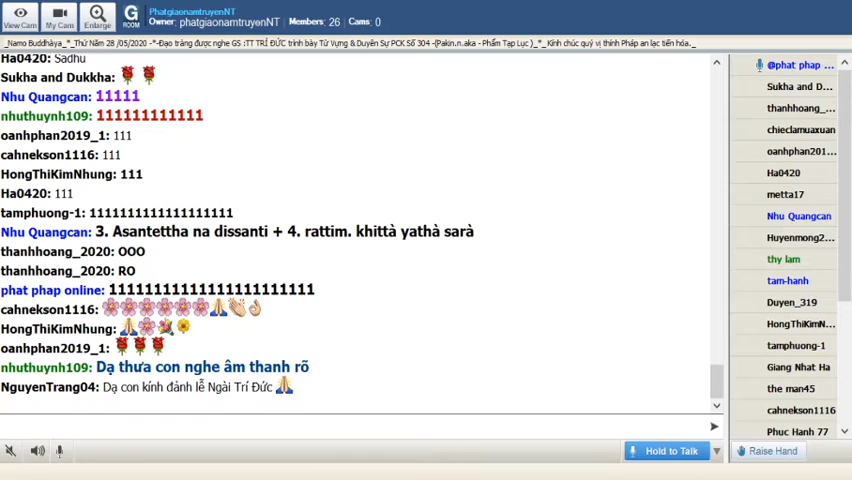 View Cam
My Cam
Enlarge
G
ROOM
PhatgiaonamtruyenNT
Owner: phatgiaonamtruyenNT
Members: 26
Cams: 0
_Namo Buddhàya_*_Thứ Năm 28 /05/2020 -*-Đạo tràng được nghe GS :TT TRÍ ĐỨC trình bày Từ Vựng & Duyên Sự PCK Số 304 -(Pakin.n.aka - Phẩm Tạp Lục )_*_ Kính chúc quý vị thính Pháp an lạc tiến hóa._
Ha0420: Sadhu
Sukha and Dukkha:
Nhu Quangcan: 11111
nhuthuynh109: 111111111111
oanhphan2019_1: 111
cahnekson1116: 111
HongThiKimNhung: 111
Ha0420: 111
tamphuong-1: 1111111111111111111
Nhu Quangcan: 3. Asantettha na dissanti + 4. rattim. khittà yathà sarà
thanhhoang_2020: OOO
thanhhoang_2020: RO
phat phap online: 1111111111111111111111
cahnekson1116:
HongThiKimNhung:
oanhphan2019_1:
nhuthuynh109: Dạ thưa con nghe âm thanh rõ
NguyenTrang04: Dạ con kính đảnh lễ Ngài Trí Đức
@phat phap ...
Sukha and D...
thanhhoang_...
chieclamuaxuan
oanhphan201...
Ha0420
metta17
Nhu Quangcan
Huyenmong2...
thy lam
tam-hanh
Duyen_319
HongThiKimN...
tamphuong-1
Giang Nhat Ha
the man45
cahnekson1116
Phuc Hanh 77
Hold to Talk
Raise Hand